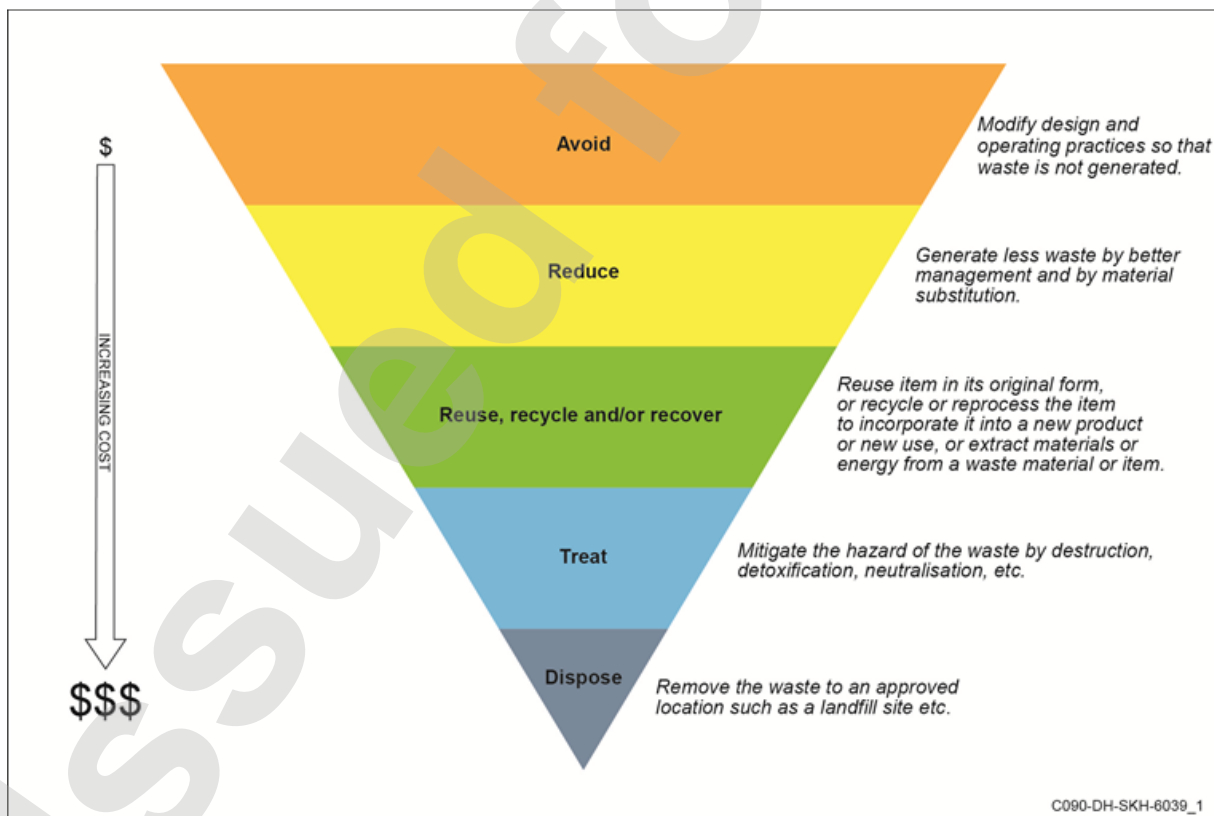 Avoid
Modify design and
operating practices so that
waste is not generated.
$
Reduce
Generate less waste by better
management and by material
substitution.
INCREASING COST
Reuse, recycle and/or recover
Reuse item in its original form,
or recycle or reprocess the item
to incorporate it into a new product
or new use, or extract materials or
energy from a waste material or item.
Treat
Mitigate the hazard of the waste by destruction,
detoxification, neutralisation, etc.
Dispose
$$$
Remove the waste to an approved
location such as a landfill site etc.
C090-DH-SKH-6039_1
ssued fo